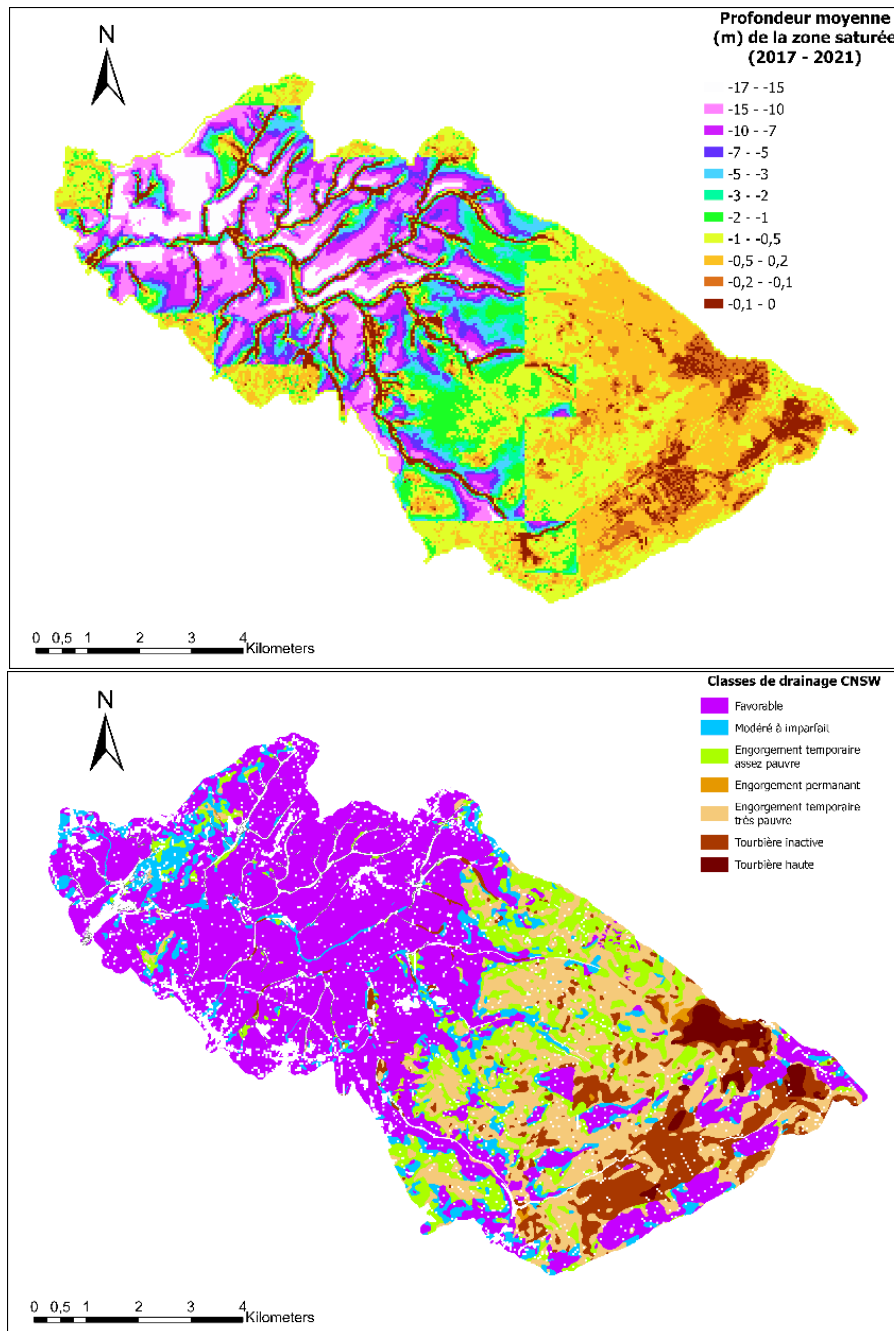 Profondeur moyenne
(m) de la zone saturée
(2017 - 2021)
N
-17 - -15
-15 - -10
-10 - -7
-7 - -5
-5 - -3
-3 - -2
-2 - -1
-1 - -0,5
-0,5 - 0,2
-0,2 - -0,1
-0,1 - 0
0 0,5 1 2 3 4
Kilometers
Classes de drainage CNSW
N
Favorable
Modéré à imparfait
Engorgement temporaire
assez pauvre
Engorgement permanant
Engorgement temporaire
très pauvre
Tourbière inactive
Tourbière haute
0 0,5 1 2 3 4
Kilometers